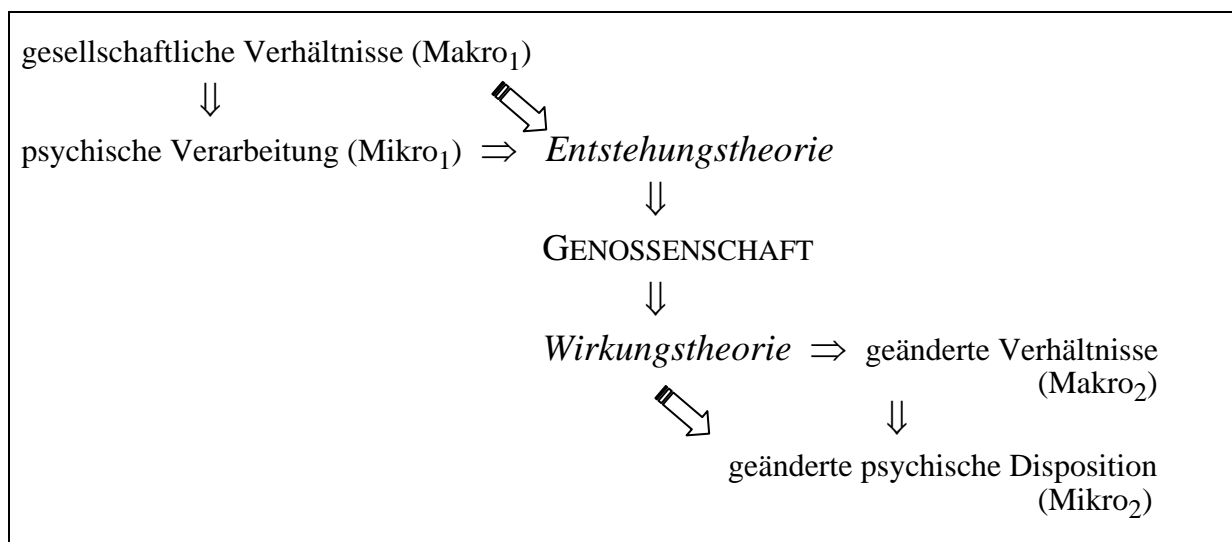 gesellschaftliche Verhältnisse (Makro₁)
⇓
psychische Verarbeitung (Mikro₁) ⇒ Entstehungstheorie
⇓
GENOSSENSCHAFT
⇓
Wirkungstheorie ⇒ geänderte Verhältnisse
(Makro₂)
⇓
geänderte psychische Disposition
(Mikro₂)